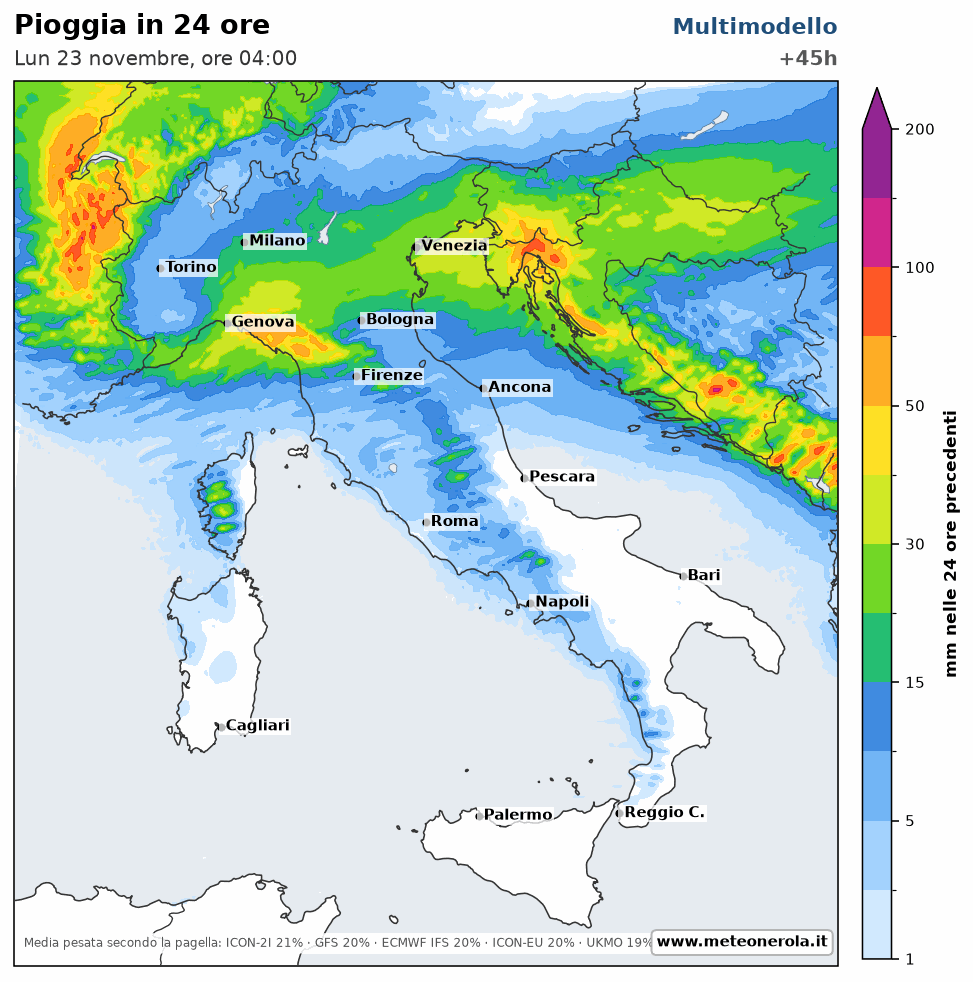 Pioggia in 24 ore
Multimodello
Lun 23 novembre, ore 04:00
+45h
200
100
50
30
15
5
1
mm nelle 24 ore precedenti
Milano
Venezia
Torino
Genova
Bologna
Firenze
Ancona
Pescara
Roma
Bari
Napoli
Cagliari
Palermo
Reggio C.
Media pesata secondo la pagella: ICON-2I 21% · GFS 20% · ECMWF IFS 20% · ICON-EU 20% · UKMO 19%
www.meteonerola.it